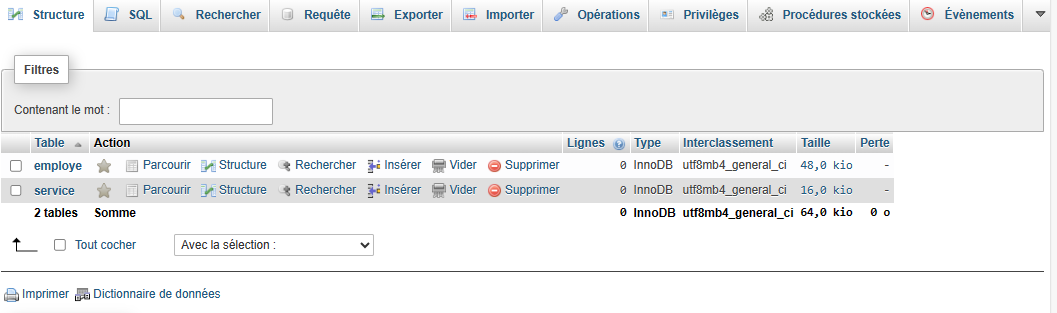 Structure SQL Rechercher Requête Exporter Importer Opérations Privilèges Procédures stockées Évènements
Filtres
Contenant le mot :
Table Action Lignes Type Interclassement Taille Perte
employe Parcourir Structure Rechercher Insérer Vider Supprimer 0 InnoDB utf8mb4_general_ci 48,0 kio -
service Parcourir Structure Rechercher Insérer Vider Supprimer 0 InnoDB utf8mb4_general_ci 16,0 kio -
2 tables Somme 0 InnoDB utf8mb4_general_ci 64,0 kio 0 o
Tout cocher Avec la sélection :
Imprimer Dictionnaire de données